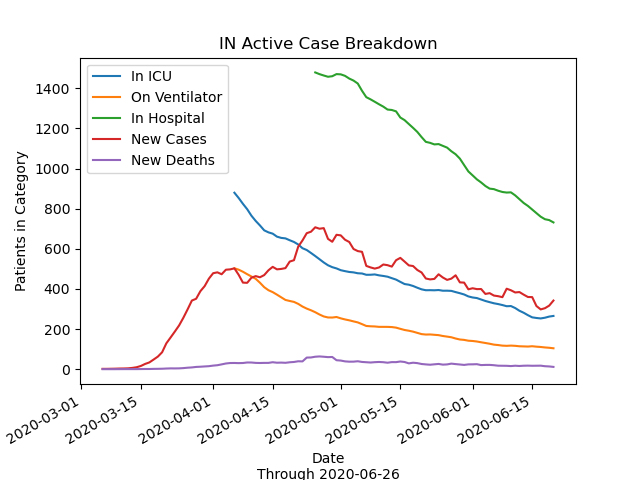 IN Active Case Breakdown
In ICU
On Ventilator
In Hospital
New Cases
New Deaths
Patients in Category
1400
1200
1000
800
600
400
200
0
2020-03-01
2020-03-15
2020-04-01
2020-04-15
2020-05-01
2020-05-15
2020-06-01
2020-06-15
Date
Through 2020-06-26